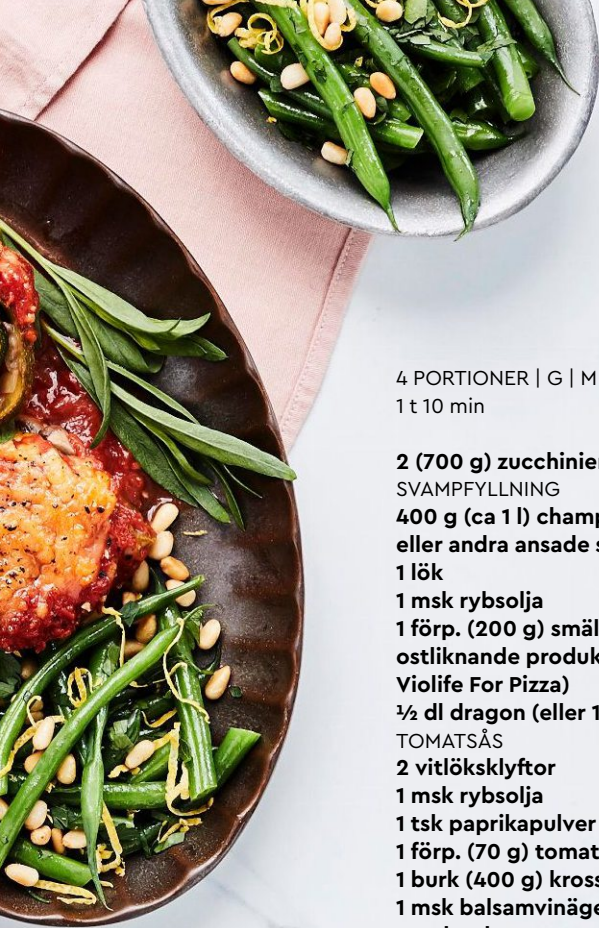 4 PORTIONER | G | M
1 t 10 min
2 (700 g) zucchinie
SVAMPFYLLNING
400 g (ca 1 l) champ
eller andra ansade s
1 lök
1 msk rybsolja
1 förp. (200 g) smäl
ostliknande produk
Violife For Pizza)
½ dl dragon (eller 1
TOMATSÅS
2 vitlöksklyftor
1 msk rybsolja
1 tsk paprikapulver
1 förp. (70 g) tomat
1 burk (400 g) kross
1 msk balsamvinäge